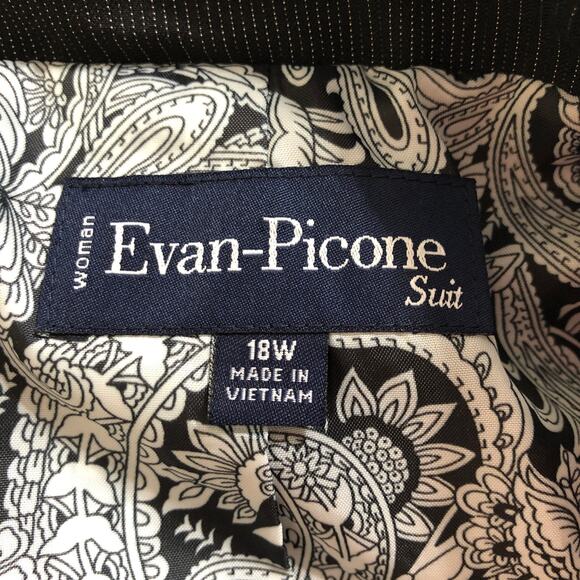 woman
Evan-Picone
Suit
18W
MADE IN
VIETNAM